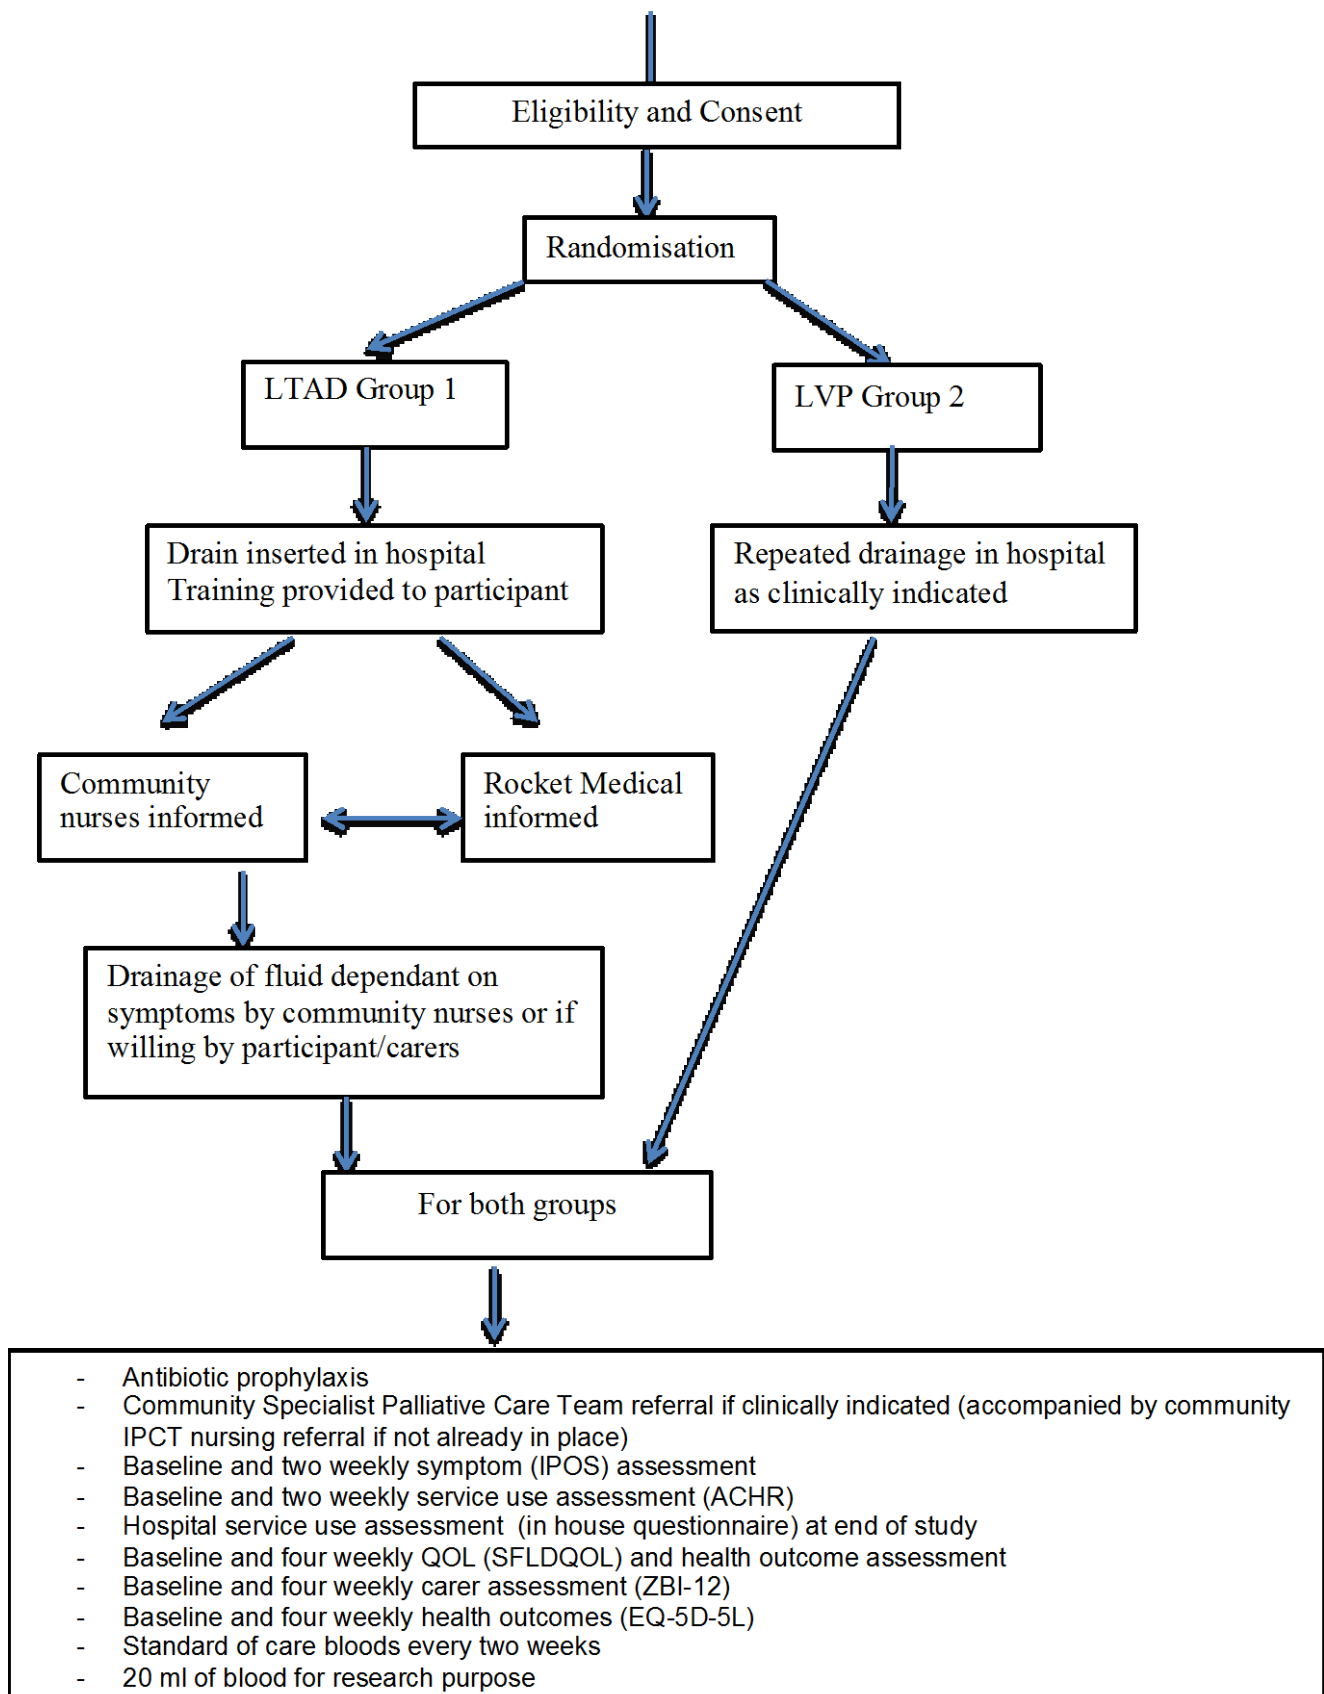 Eligibility and Consent
Randomisation
LTAD Group 1
LVP Group 2
Drain inserted in hospital
Training provided to participant
Repeated drainage in hospital
as clinically indicated
Community
nurses informed
Rocket Medical
informed
Drainage of fluid dependant on
symptoms by community nurses or if
willing by participant/carers
For both groups
- Antibiotic prophylaxis
- Community Specialist Palliative Care Team referral if clinically indicated (accompanied by community
IPCT nursing referral if not already in place)
- Baseline and two weekly symptom (IPOS) assessment
- Baseline and two weekly service use assessment (ACHR)
- Hospital service use assessment (in house questionnaire) at end of study
- Baseline and four weekly QOL (SFLDQOL) and health outcome assessment
- Baseline and four weekly carer assessment (ZBI-12)
- Baseline and four weekly health outcomes (EQ-5D-5L)
- Standard of care bloods every two weeks
- 20 ml of blood for research purpose